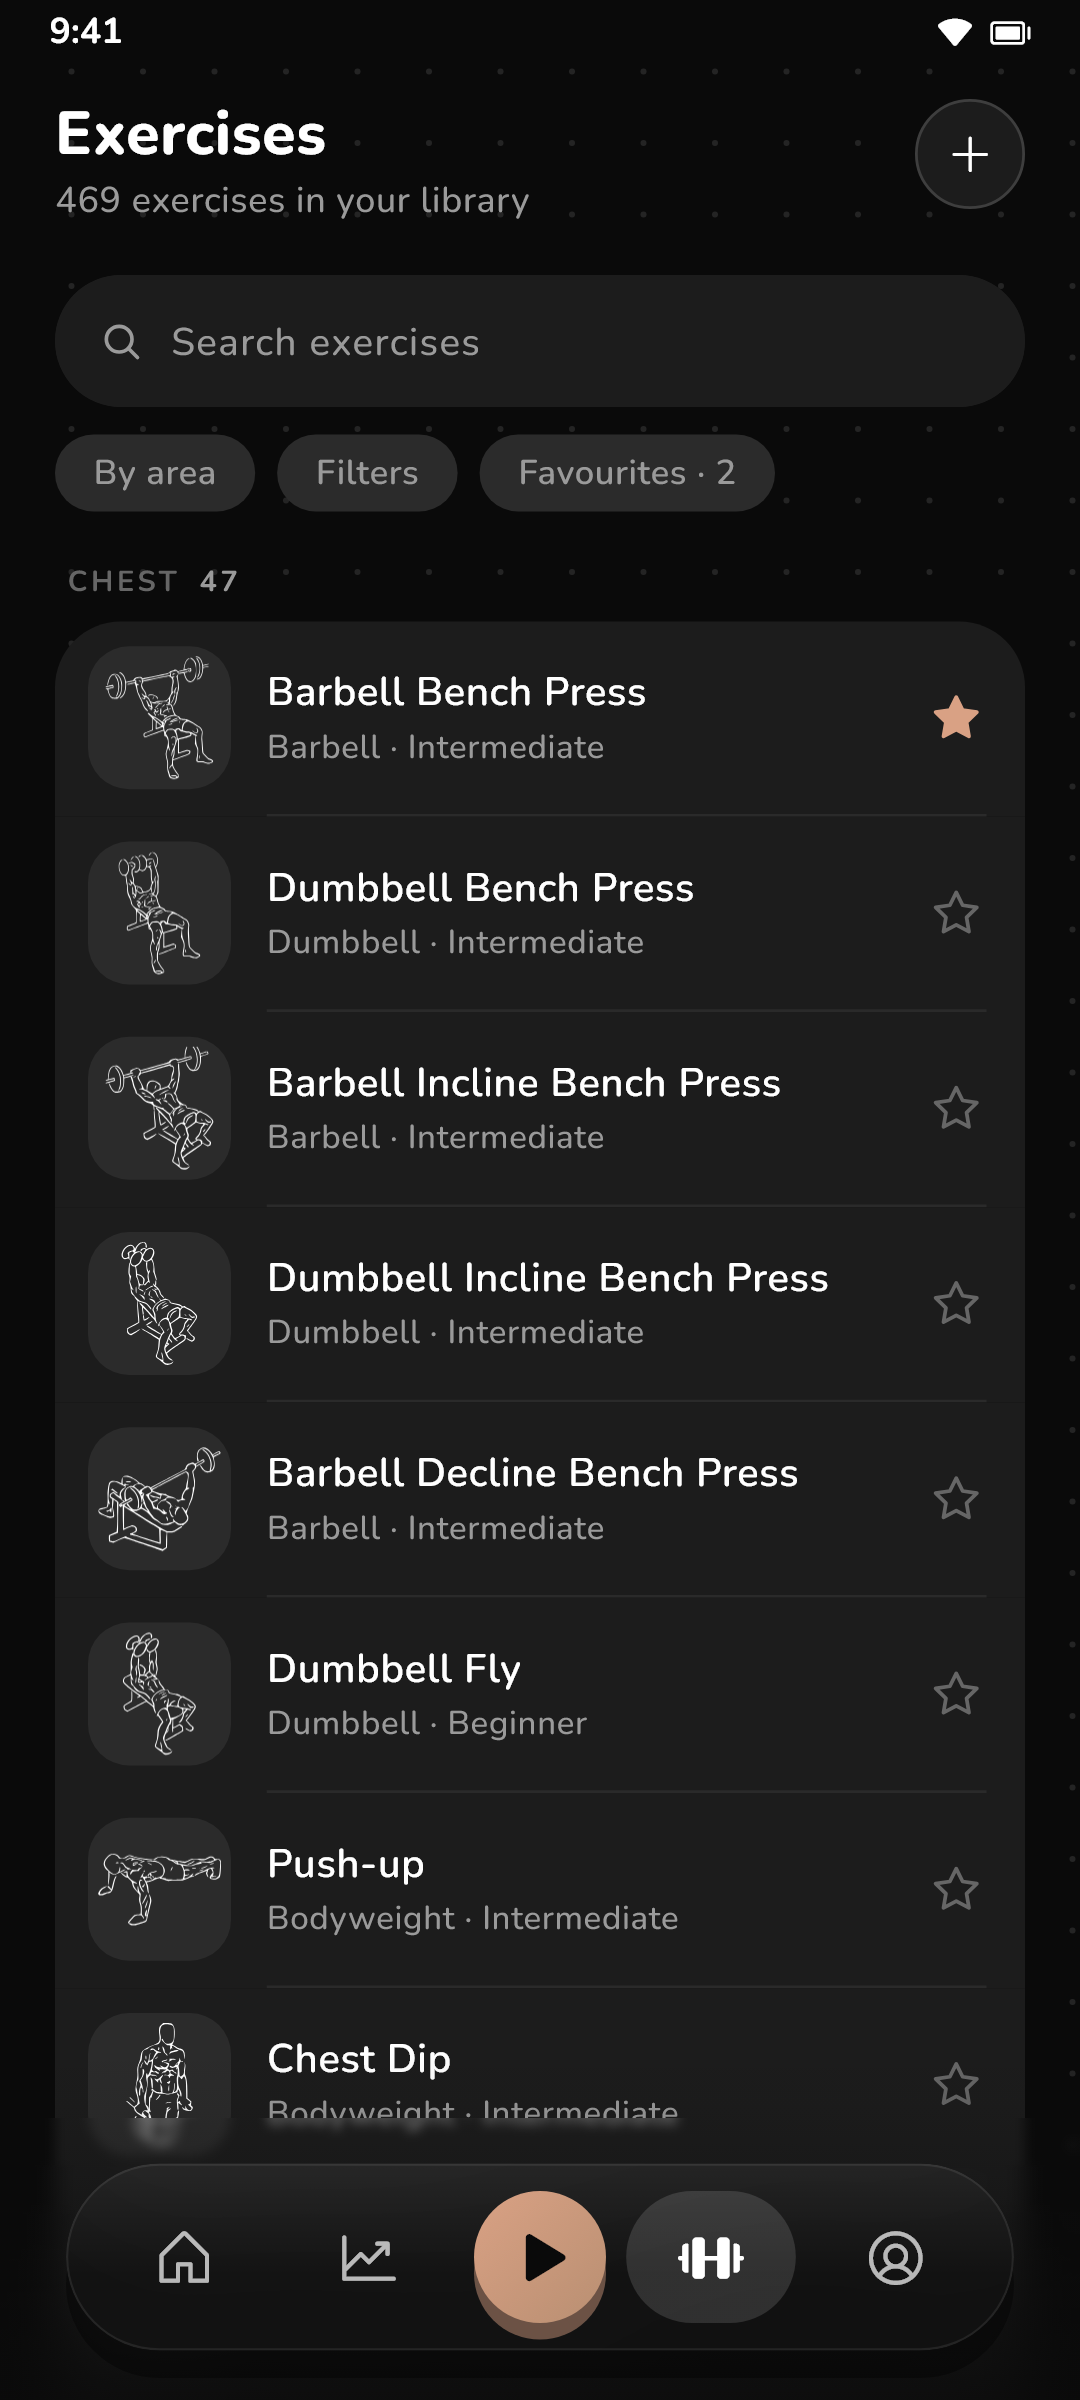 9:41
Exercises
469 exercises in your library
Search exercises
By area
Filters
Favourites · 2
CHEST 47
Barbell Bench Press
Barbell · Intermediate
Dumbbell Bench Press
Dumbbell · Intermediate
Barbell Incline Bench Press
Barbell · Intermediate
Dumbbell Incline Bench Press
Dumbbell · Intermediate
Barbell Decline Bench Press
Barbell · Intermediate
Dumbbell Fly
Dumbbell · Beginner
Push-up
Bodyweight · Intermediate
Chest Dip
Bodyweight · Intermediate